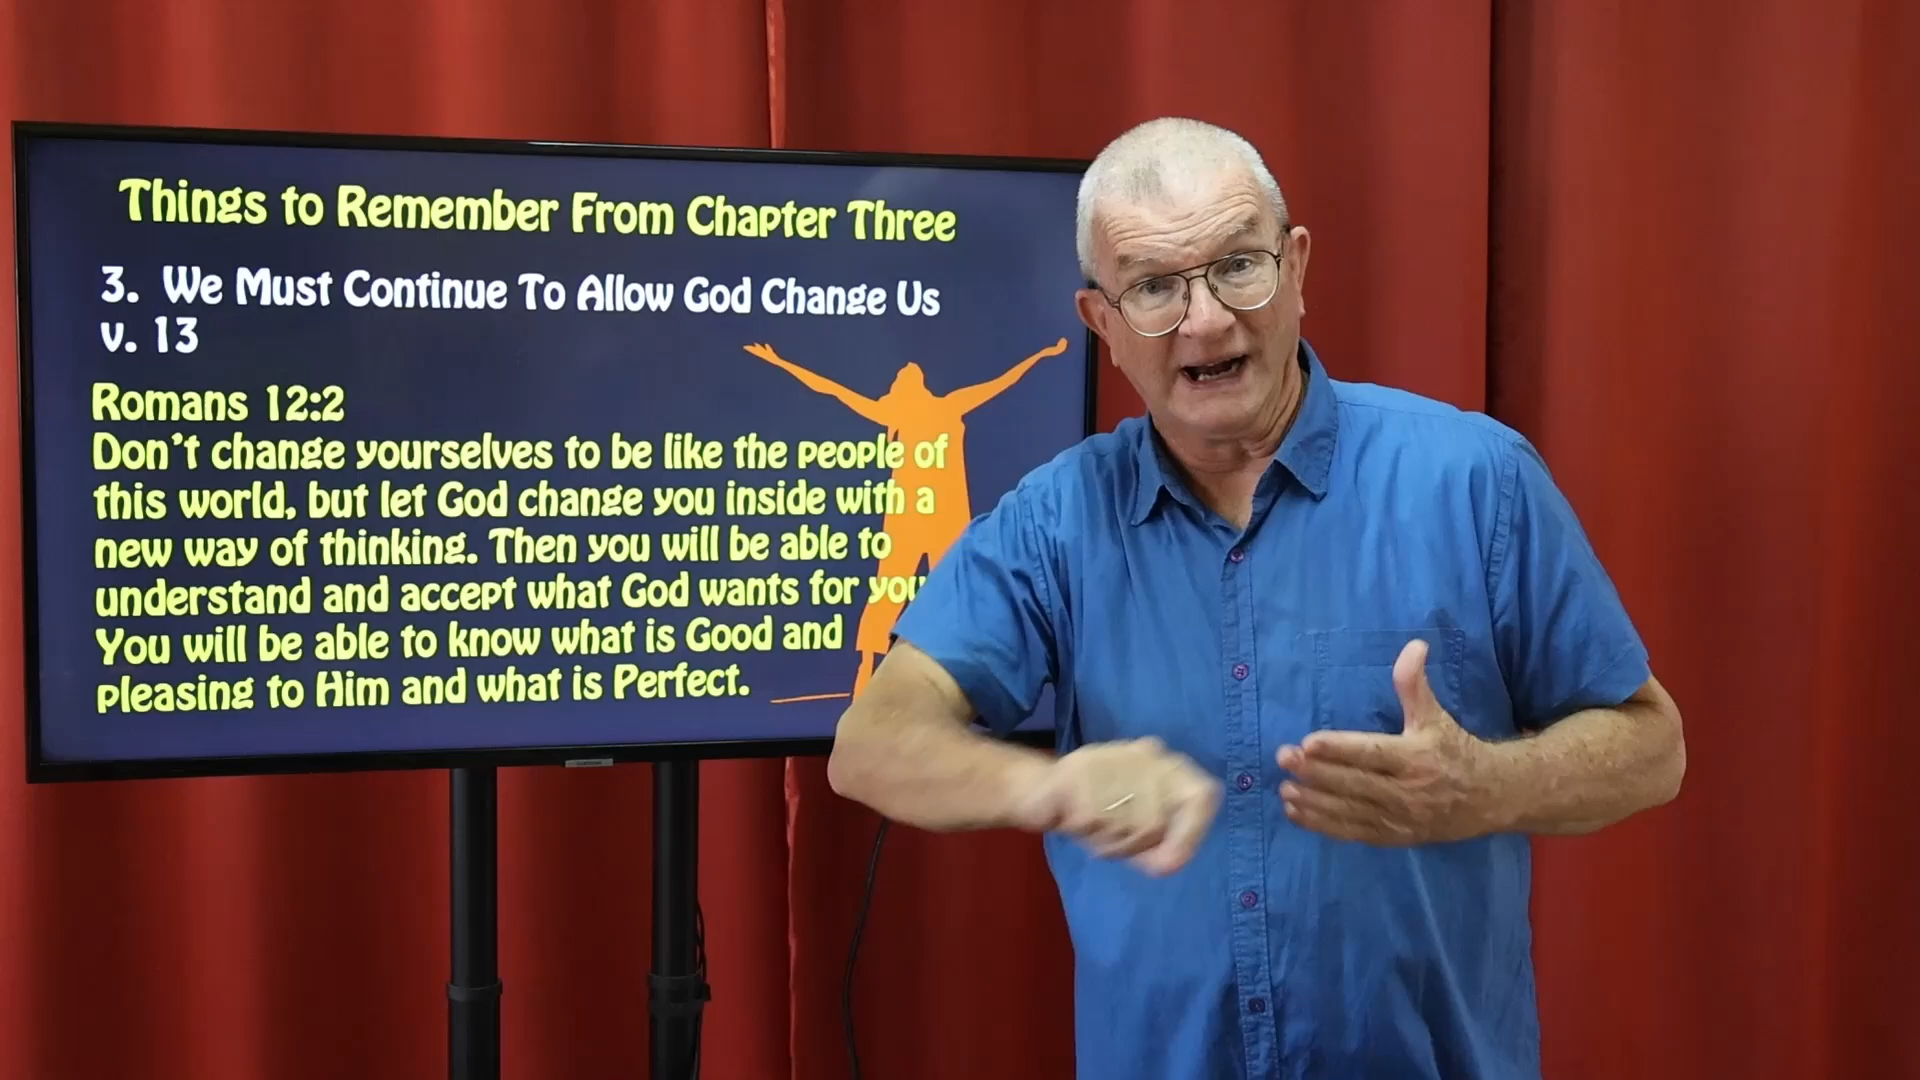 Things to Remember From Chapter Three
3. We Must Continue To Allow God Change Us
v. 13
Romans 12:2
Don't change yourselves to be like the people of
this world, but let God change you inside with a
new way of thinking. Then you will be able to
understand and accept what God wants for you
You will be able to know what is Good and
pleasing to Him and what is Perfect.